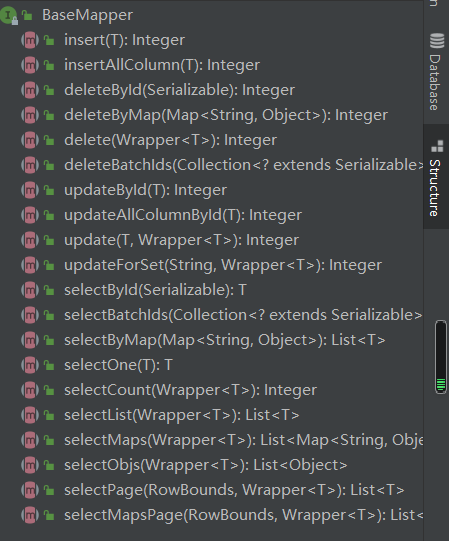 BaseMapper
insert(T): Integer
insertAllColumn(T): Integer
deleteById(Serializable): Integer
deleteByMap(Map<String, Object>): Integer
delete(Wrapper<T>): Integer
deleteBatchIds(Collection<? extends Serializable>
updateById(T): Integer
updateAllColumnById(T): Integer
update(T, Wrapper<T>): Integer
updateForSet(String, Wrapper<T>): Integer
selectById(Serializable): T
selectBatchIds(Collection<? extends Serializable>
selectByMap(Map<String, Object>): List<T>
selectOne(T): T
selectCount(Wrapper<T>): Integer
selectList(Wrapper<T>): List<T>
selectMaps(Wrapper<T>): List<Map<String, Obje
selectObjs(Wrapper<T>): List<Object>
selectPage(RowBounds, Wrapper<T>): List<T>
selectMapsPage(RowBounds, Wrapper<T>): List<
Database
Structure